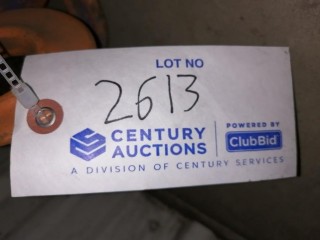 LOT NO
2613
CENTURY AUCTIONS
POWERED BY
ClubBid
A DIVISION OF CENTURY SERVICES